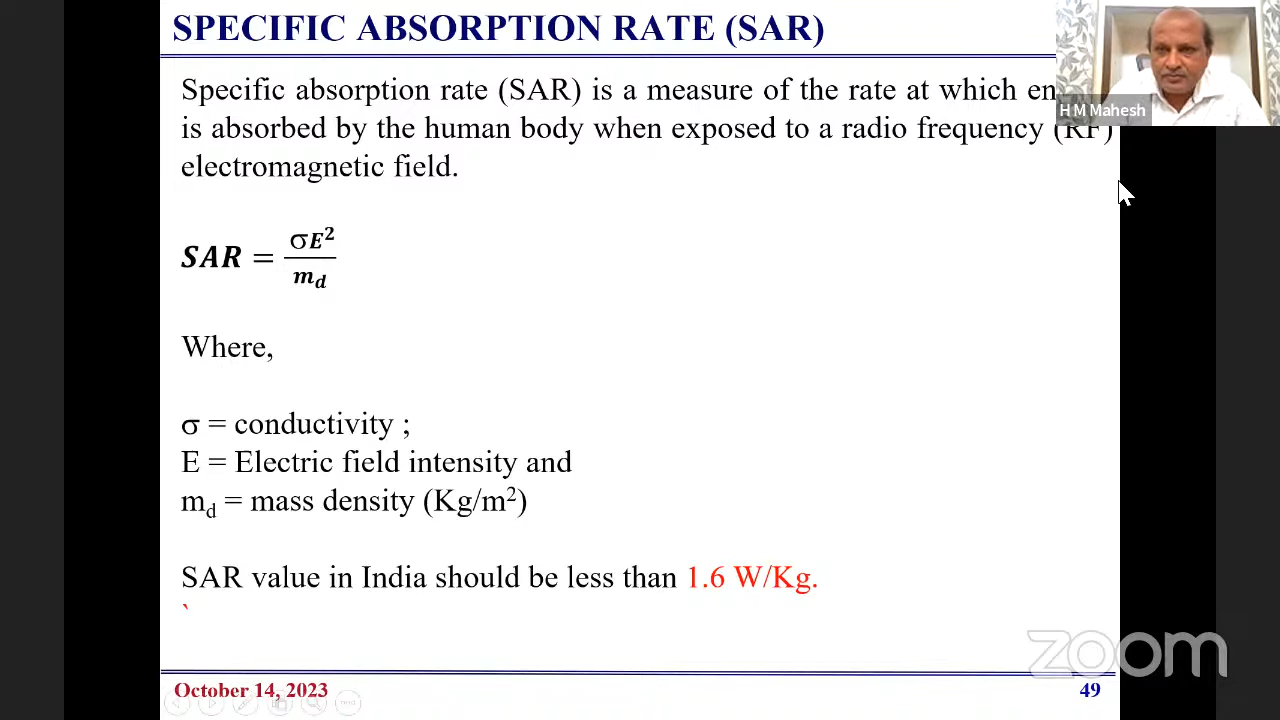 SPECIFIC ABSORPTION RATE (SAR)
Specific absorption rate (SAR) is a measure of the rate at which
H M Mahesh
is absorbed by the human body when exposed to a radio frequency (RF)
electromagnetic field.
SAR = σE²/m_d
Where,
σ = conductivity ;
E = Electric field intensity and
m_d = mass density (Kg/m²)
SAR value in India should be less than 1.6 W/Kg.
`
zoom
October 14, 2023
49